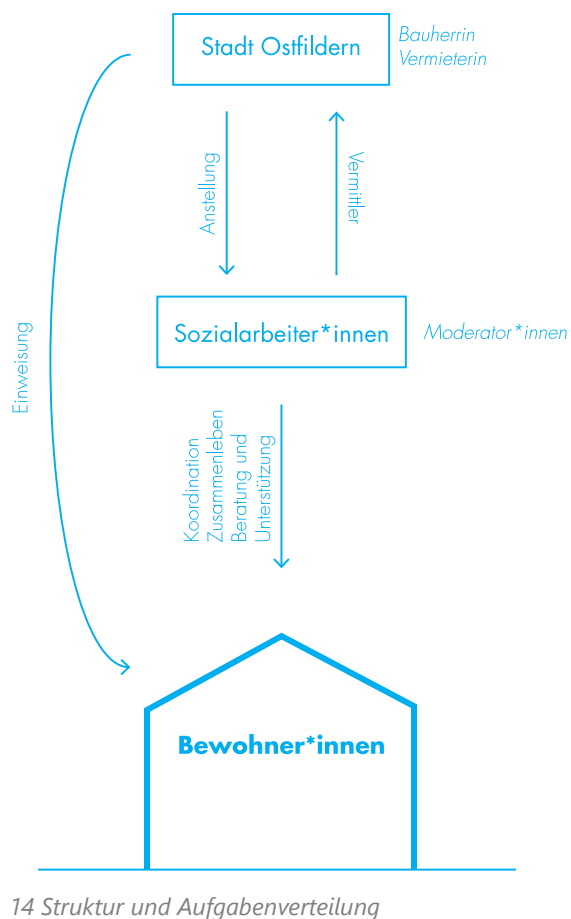 Stadt Ostfildern
Bauherrin
Vermieterin
Anstellung
Vermittler
Einweisung
Sozialarbeiter*innen
Moderator*innen
Koordination
Zusammenleben
Beratung und
Unterstützung
Bewohner*innen
14 Struktur und Aufgabenverteilung